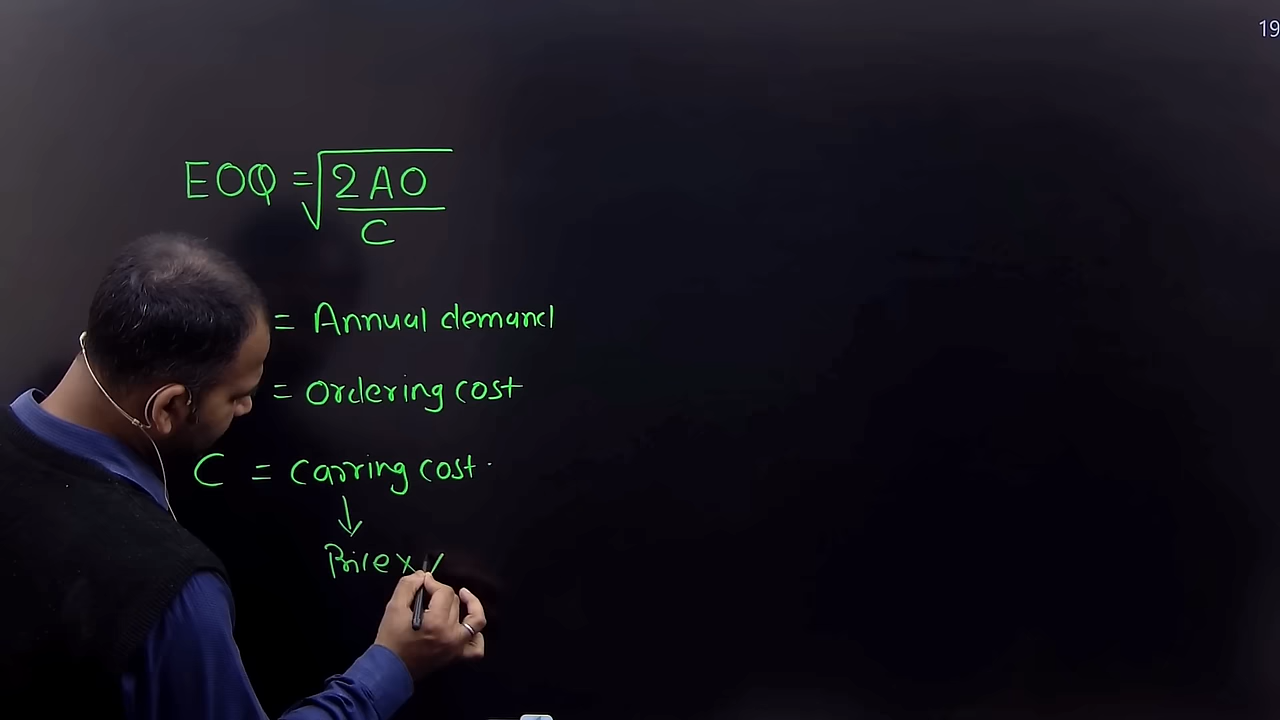 19
EOQ = √2AO
C
= Annual demand
= Ordering cost
C = Carring cost
↓
Price x